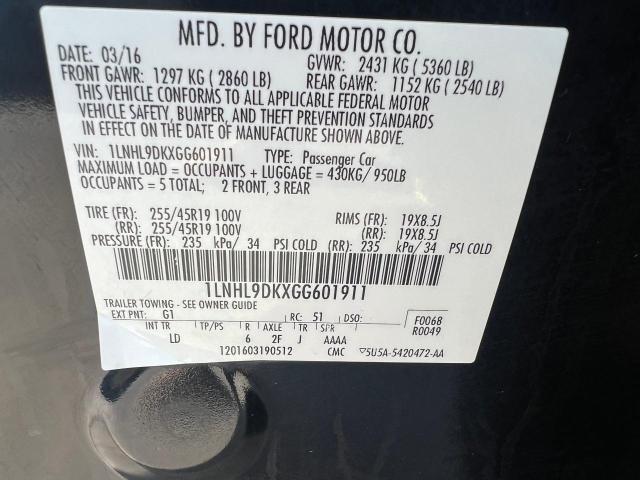 MFD. BY FORD MOTOR CO.
DATE: 03/16 GVWR: 2431 KG ( 5360 LB)
FRONT GAWR: 1297 KG ( 2860 LB) REAR GAWR: 1152 KG ( 2540 LB)
THIS VEHICLE CONFORMS TO ALL APPLICABLE FEDERAL MOTOR
VEHICLE SAFETY, BUMPER, AND THEFT PREVENTION STANDARDS
IN EFFECT ON THE DATE OF MANUFACTURE SHOWN ABOVE.
VIN: 1LNHL9DKXGG601911 TYPE: Passenger Car
MAXIMUM LOAD = OCCUPANTS + LUGGAGE = 430KG/ 950LB
OCCUPANTS = 5 TOTAL; 2 FRONT, 3 REAR
TIRE (FR): 255/45R19 100V RIMS (FR): 19X8.5J
(RR): 255/45R19 100V (RR): 19X8.5J
PRESSURE (FR): 235 kPa/ 34 PSI COLD (RR): 235 kPa/ 34 PSI COLD
1LNHL9DKXGG601911
TRAILER TOWING - SEE OWNER GUIDE
EXT PNT: G1 RC: 51 DSO: F0068
INT TR TP/PS R AXLE TR SPR R0049
LD 6 2F J AAAA
1201603190512 CMC ▽5U5A-5420472-AA